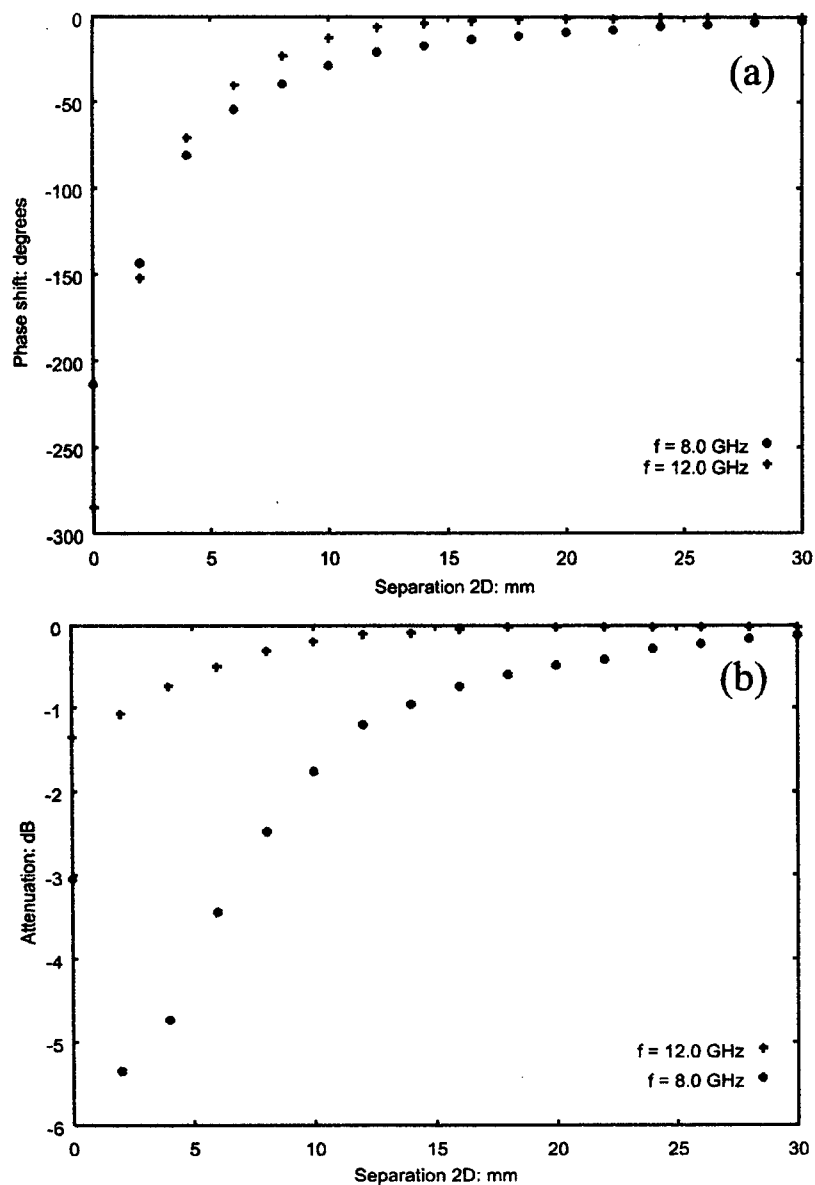 0
-50
-100
-150
-200
-250
-300
(a)
Phase shift: degrees
f = 8.0 GHz
f = 12.0 GHz
0 5 10 15 20 25 30
Separation 2D: mm
0
-1
-2
-3
-4
-5
-6
(b)
Attenuation: dB
f = 12.0 GHz
f = 8.0 GHz
0 5 10 15 20 25 30
Separation 2D: mm